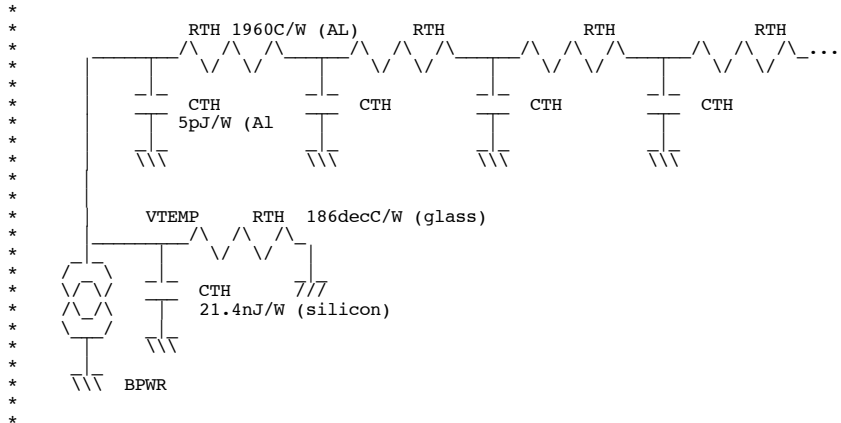 RTH 1960C/W (AL) RTH RTH RTH
...
CTH CTH CTH CTH
5pJ/W (Al
VTEMP RTH 186decC/W (glass)
CTH
21.4nJ/W (silicon)
BPWR